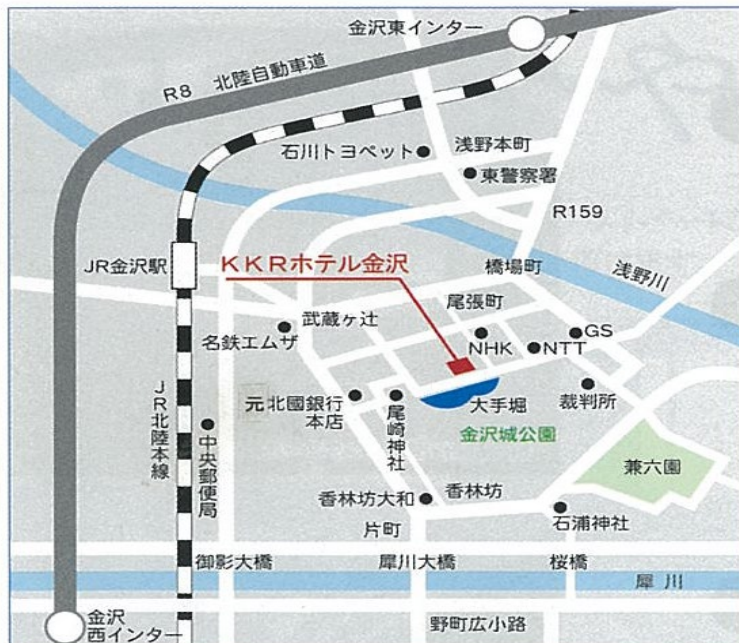 金沢東インター
R8 北陸自動車道
石川トヨペット
浅野本町
東警察署
R159
JR金沢駅
KKRホテル金沢
橋場町
浅野川
尾張町
武蔵ヶ辻
名鉄エムザ
GS
NHK
NTT
JR北陸本線
中央郵便局
元北國銀行
本店
尾崎神社
大手堀
裁判所
金沢城公園
兼六園
香林坊大和
香林坊
石浦神社
片町
御影大橋
犀川大橋
桜橋
犀川
金沢
西インター
野町広小路